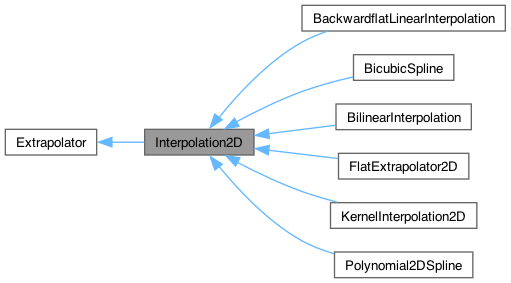 BackwardflatLinearInterpolation
BicubicSpline
BilinearInterpolation
Extrapolator
Interpolation2D
FlatExtrapolator2D
KernelInterpolation2D
Polynomial2DSpline